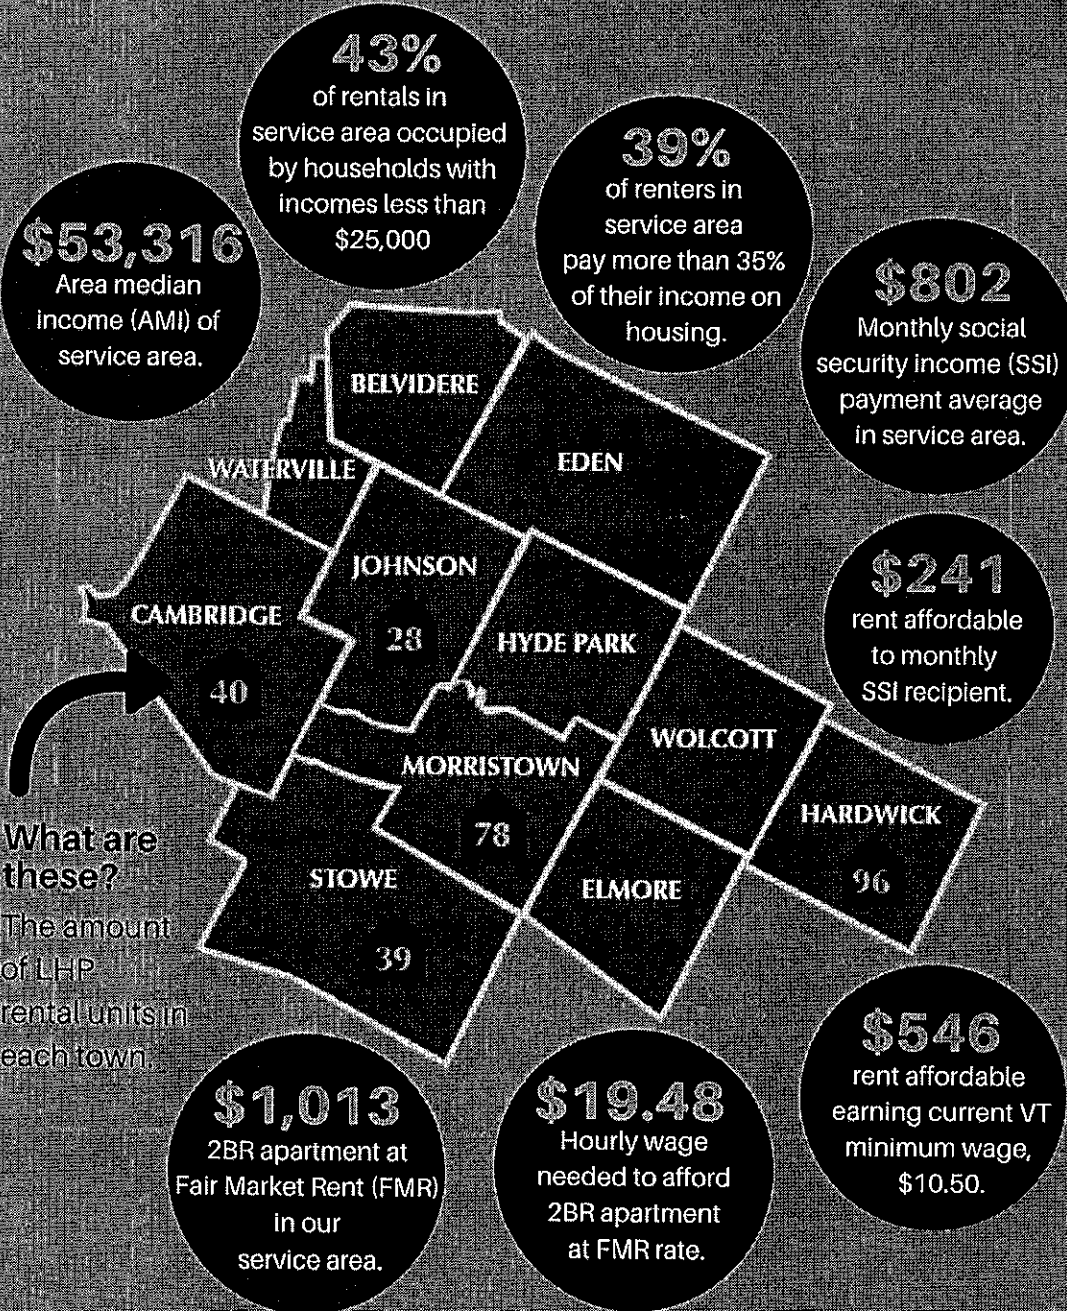 43%
of rentals in
service area occupied
by households with
incomes less than
$25,000
39%
of renters in
service area
pay more than 35%
of their income on
housing.
$53,316
Area median
income (AMI) of
service area.
$802
Monthly social
security income (SSI)
payment average
in service area.
BELVIDERE
WATERVILLE
EDEN
JOHNSON
28
CAMBRIDGE
40
HYDE PARK
$241
rent affordable
to monthly
SSI recipient.
WOLCOTT
MORRISTOWN
78
HARDWICK
96
STOWE
39
ELMORE
What are
these?
The amount
of LHP
rental units in
each town.
$1,013
2BR apartment at
Fair Market Rent (FMR)
in our
service area.
$19.48
Hourly wage
needed to afford
2BR apartment
at FMR rate.
$546
rent affordable
earning current VT
minimum wage,
$10.50.